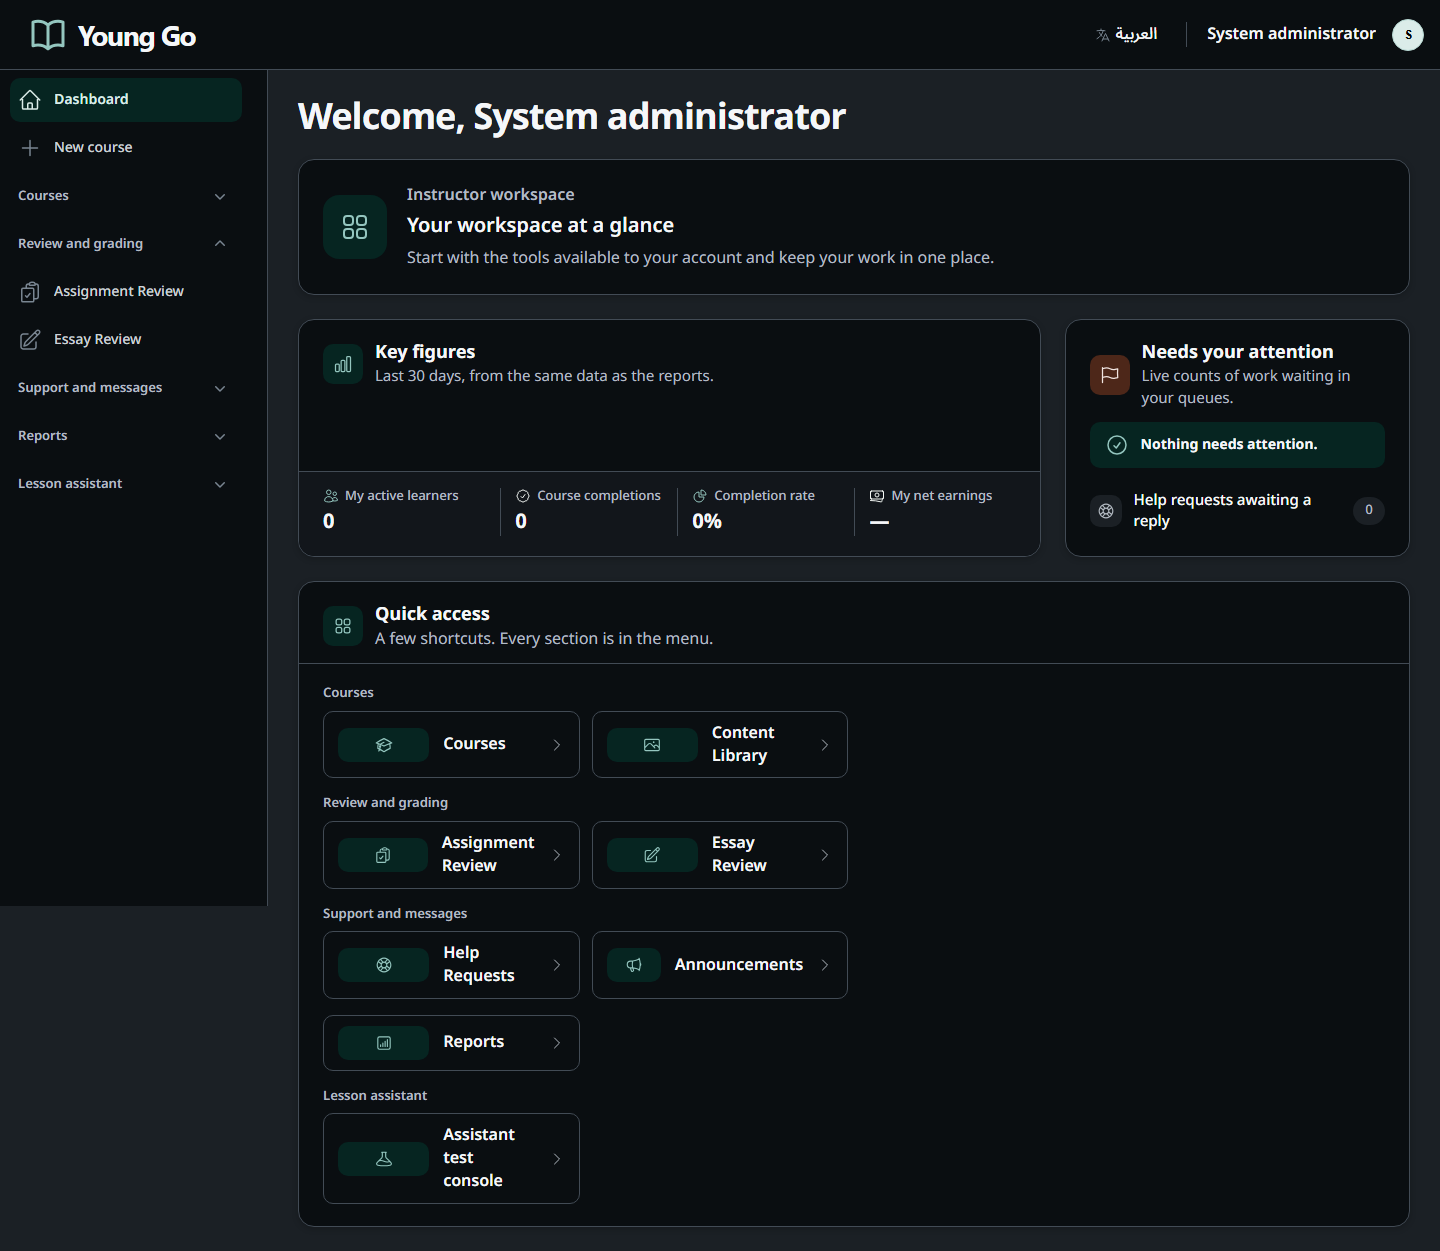 Young Go
العربية
System administrator
S
Dashboard
New course
Courses
Review and grading
Assignment Review
Essay Review
Support and messages
Reports
Lesson assistant
Welcome, System administrator
Instructor workspace
Your workspace at a glance
Start with the tools available to your account and keep your work in one place.
Key figures
Last 30 days, from the same data as the reports.
My active learners
0
Course completions
0
Completion rate
0%
My net earnings
—
Needs your attention
Live counts of work waiting in
your queues.
Nothing needs attention.
Help requests awaiting a
reply
0
Quick access
A few shortcuts. Every section is in the menu.
Courses
Courses
Content
Library
Review and grading
Assignment
Review
Essay
Review
Support and messages
Help
Requests
Announcements
Reports
Lesson assistant
Assistant
test
console